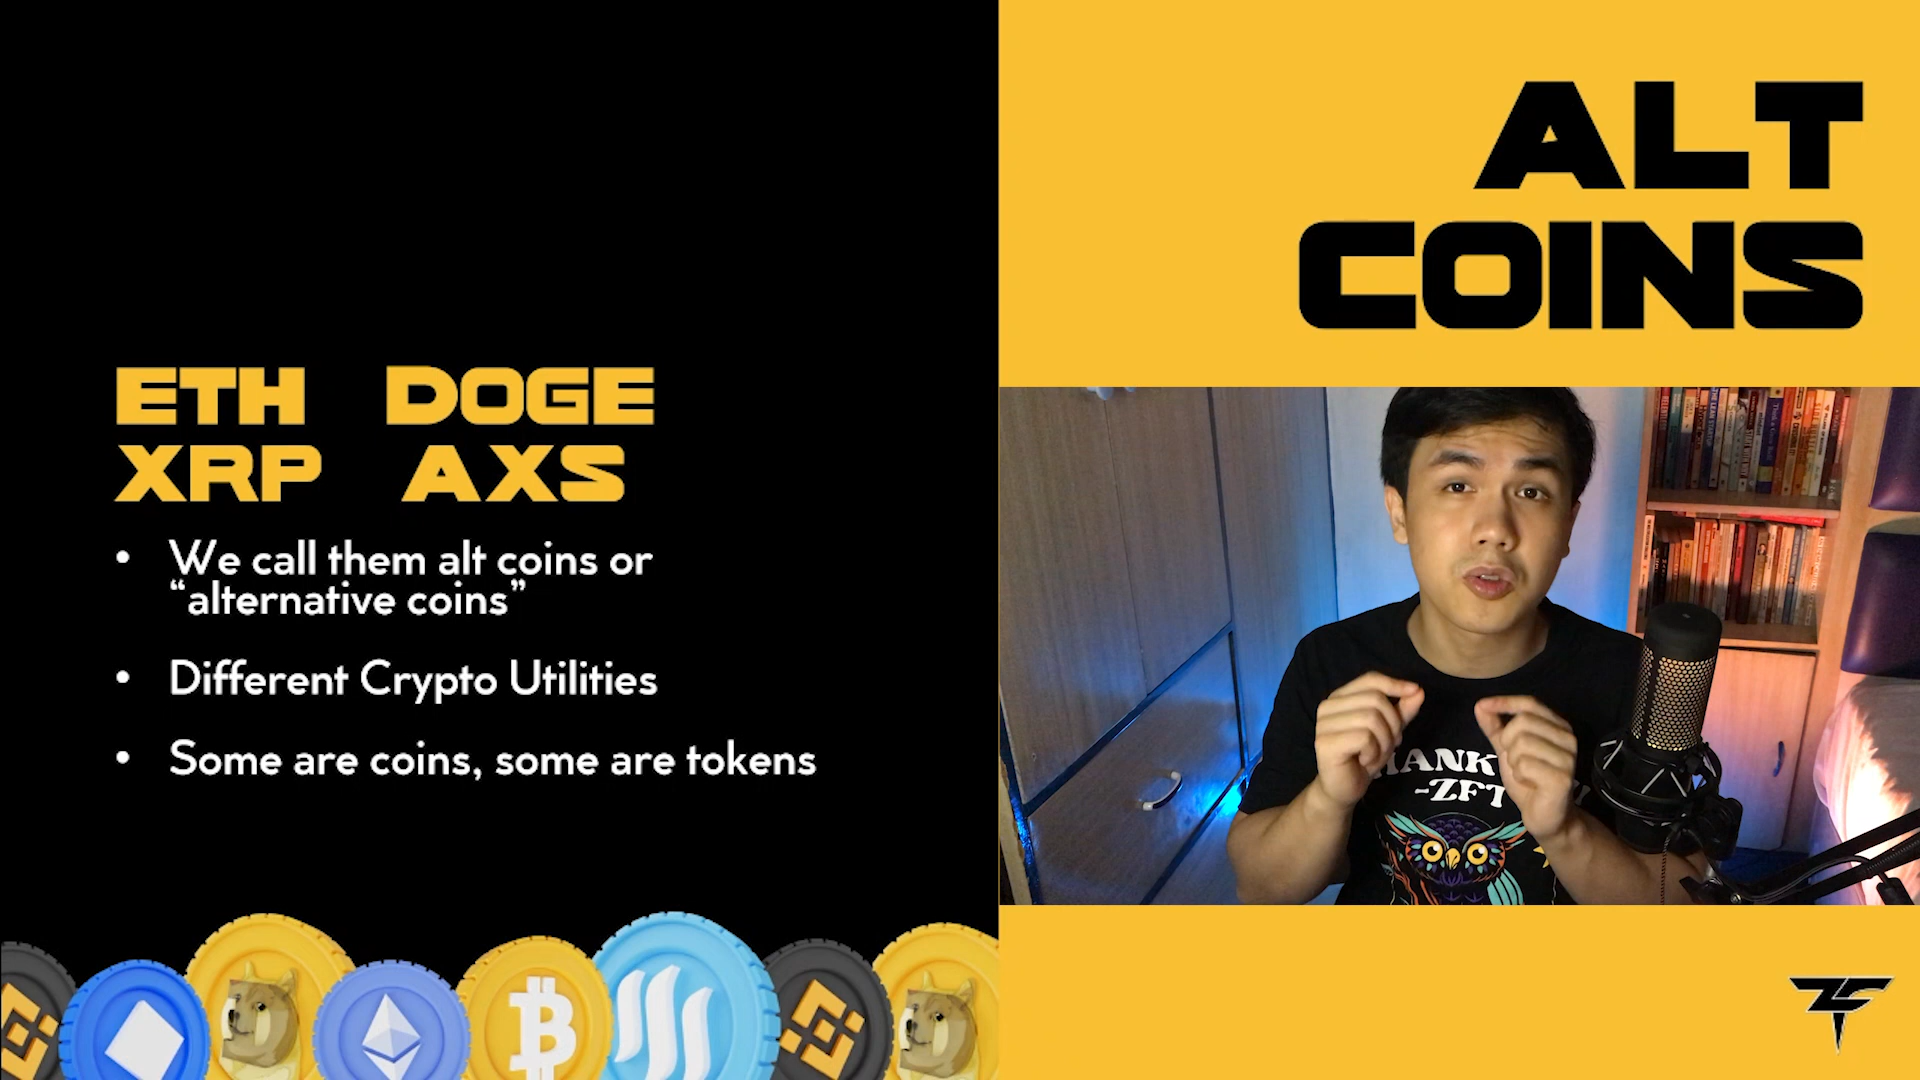 ALT
COINS
ETH DOGE
XRP AXS
• We call them alt coins or
“alternative coins”
• Different Crypto Utilities
• Some are coins, some are tokens
-ZFT